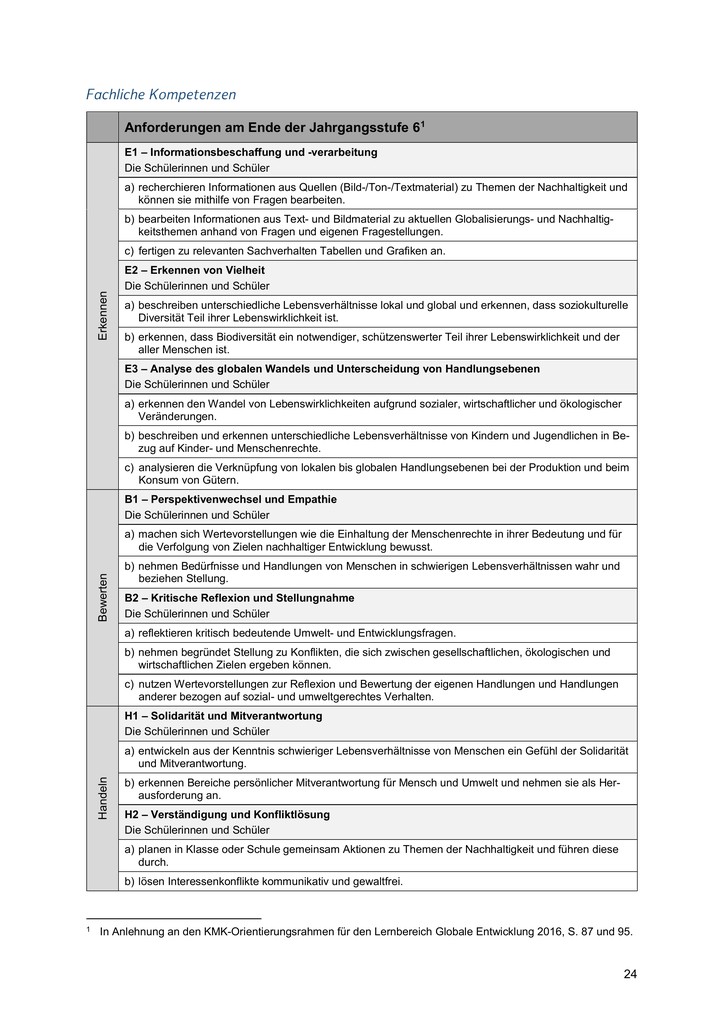 Fachliche Kompetenzen
Anforderungen am Ende der Jahrgangsstufe 6¹
Erkennen
E1 – Informationsbeschaffung und -verarbeitung
Die Schülerinnen und Schüler
a) recherchieren Informationen aus Quellen (Bild-/Ton-/Textmaterial) zu Themen der Nachhaltigkeit und
können sie mithilfe von Fragen bearbeiten.
b) bearbeiten Informationen aus Text- und Bildmaterial zu aktuellen Globalisierungs- und Nachhaltig-
keitsthemen anhand von Fragen und eigenen Fragestellungen.
c) fertigen zu relevanten Sachverhalten Tabellen und Grafiken an.
E2 – Erkennen von Vielheit
Die Schülerinnen und Schüler
a) beschreiben unterschiedliche Lebensverhältnisse lokal und global und erkennen, dass soziokulturelle
Diversität Teil ihrer Lebenswirklichkeit ist.
b) erkennen, dass Biodiversität ein notwendiger, schützenswerter Teil ihrer Lebenswirklichkeit und der
aller Menschen ist.
E3 – Analyse des globalen Wandels und Unterscheidung von Handlungsebenen
Die Schülerinnen und Schüler
a) erkennen den Wandel von Lebenswirklichkeiten aufgrund sozialer, wirtschaftlicher und ökologischer
Veränderungen.
b) beschreiben und erkennen unterschiedliche Lebensverhältnisse von Kindern und Jugendlichen in Be-
zug auf Kinder- und Menschenrechte.
c) analysieren die Verknüpfung von lokalen bis globalen Handlungsebenen bei der Produktion und beim
Konsum von Gütern.
Bewerten
B1 – Perspektivenwechsel und Empathie
Die Schülerinnen und Schüler
a) machen sich Wertevorstellungen wie die Einhaltung der Menschenrechte in ihrer Bedeutung und für
die Verfolgung von Zielen nachhaltiger Entwicklung bewusst.
b) nehmen Bedürfnisse und Handlungen von Menschen in schwierigen Lebensverhältnissen wahr und
beziehen Stellung.
B2 – Kritische Reflexion und Stellungnahme
Die Schülerinnen und Schüler
a) reflektieren kritisch bedeutende Umwelt- und Entwicklungsfragen.
b) nehmen begründet Stellung zu Konflikten, die sich zwischen gesellschaftlichen, ökologischen und
wirtschaftlichen Zielen ergeben können.
c) nutzen Wertevorstellungen zur Reflexion und Bewertung der eigenen Handlungen und Handlungen
anderer bezogen auf sozial- und umweltgerechtes Verhalten.
Handeln
H1 – Solidarität und Mitverantwortung
Die Schülerinnen und Schüler
a) entwickeln aus der Kenntnis schwieriger Lebensverhältnisse von Menschen ein Gefühl der Solidarität
und Mitverantwortung.
b) erkennen Bereiche persönlicher Mitverantwortung für Mensch und Umwelt und nehmen sie als Her-
ausforderung an.
H2 – Verständigung und Konfliktlösung
Die Schülerinnen und Schüler
a) planen in Klasse oder Schule gemeinsam Aktionen zu Themen der Nachhaltigkeit und führen diese
durch.
b) lösen Interessenkonflikte kommunikativ und gewaltfrei.
¹ In Anlehnung an den KMK-Orientierungsrahmen für den Lernbereich Globale Entwicklung 2016, S. 87 und 95.
24